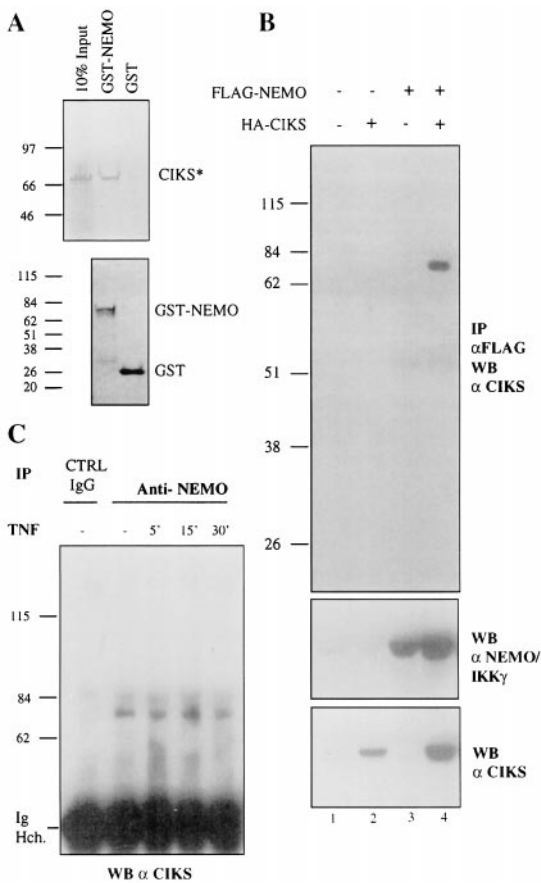 A
10% Input
GST-NEMO
GST
97
66
46
CIKS*
115
84
62
51
38
26
20
GST-NEMO
GST
B
FLAG-NEMO - - + +
HA-CIKS - + - +
115
84
62
51
38
26
IP
αFLAG
WB
α CIKS
WB
α NEMO/
IKKγ
WB
α CIKS
1 2 3 4
C
IP
CTRL
IgG
Anti- NEMO
TNF - - 5' 15' 30'
115
84
62
Ig
Hch.
WB α CIKS